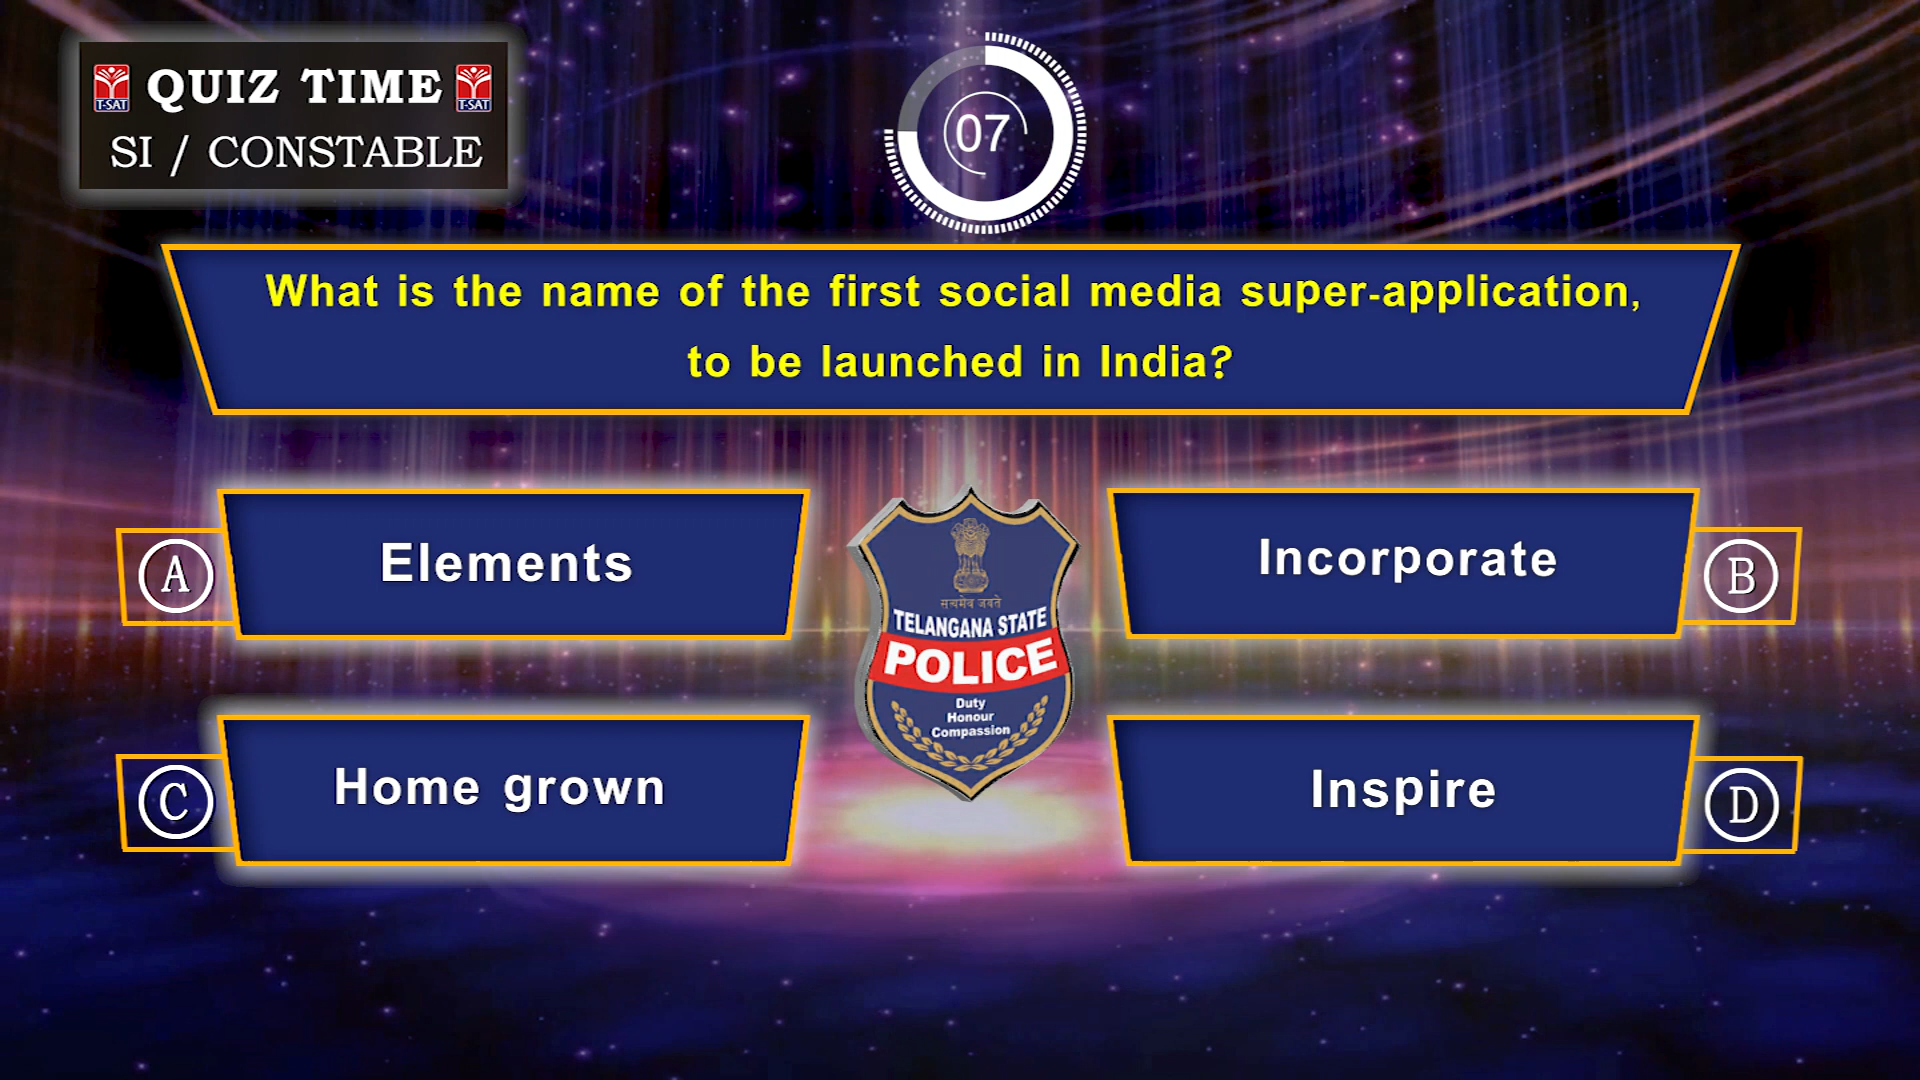 T-SAT QUIZ TIME T-SAT
SI / CONSTABLE
07
What is the name of the first social media super-application,
to be launched in India?
A Elements
Incorporate B
सत्यमेव जयते
TELANGANA STATE
POLICE
Duty
Honour
Compassion
C Home grown
Inspire D